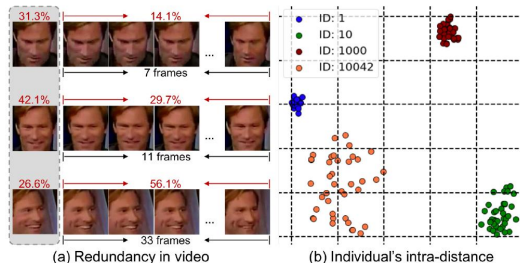 31.3% 14.1%
...
7 frames
42.1% 29.7%
...
11 frames
26.6% 56.1%
...
33 frames
(a) Redundancy in video
ID: 1
ID: 10
ID: 1000
ID: 10042
(b) Individual's intra-distance